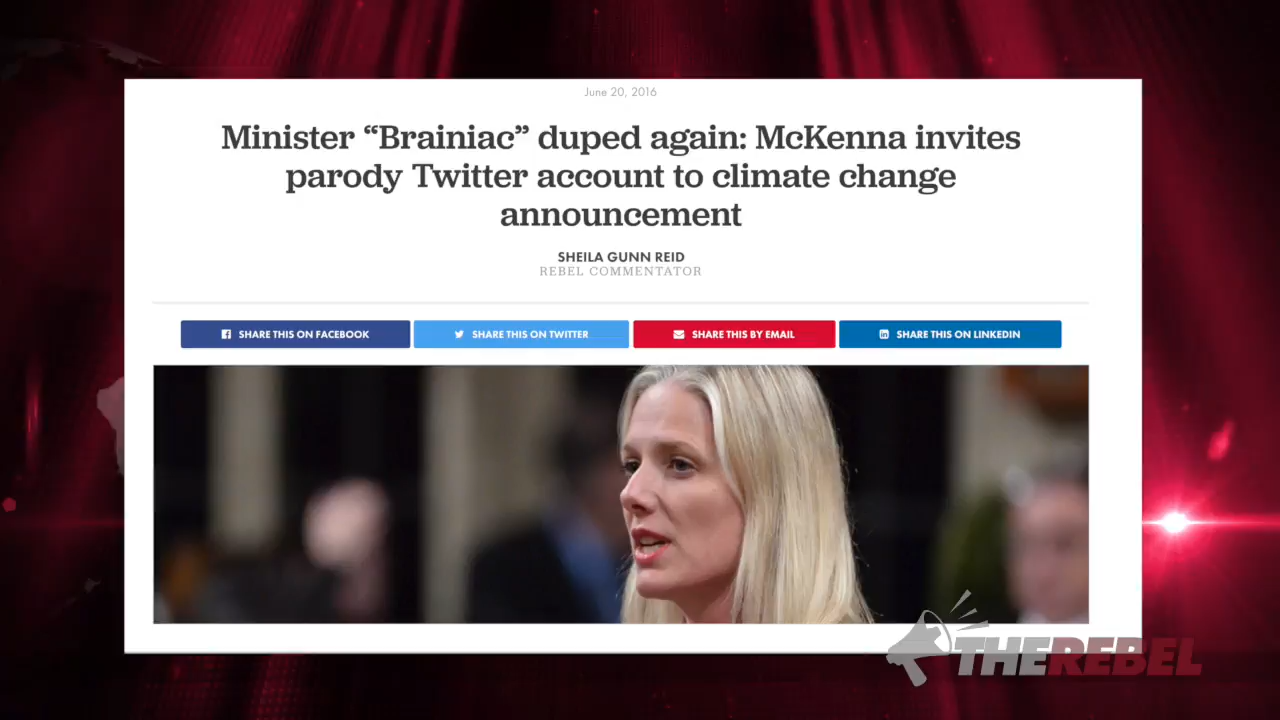 June 20, 2016
Minister “Brainiac” duped again: McKenna invites
parody Twitter account to climate change
announcement
SHEILA GUNN REID
REBEL COMMENTATOR
SHARE THIS ON FACEBOOK
SHARE THIS ON TWITTER
SHARE THIS BY EMAIL
SHARE THIS ON LINKEDIN
THEREBEL